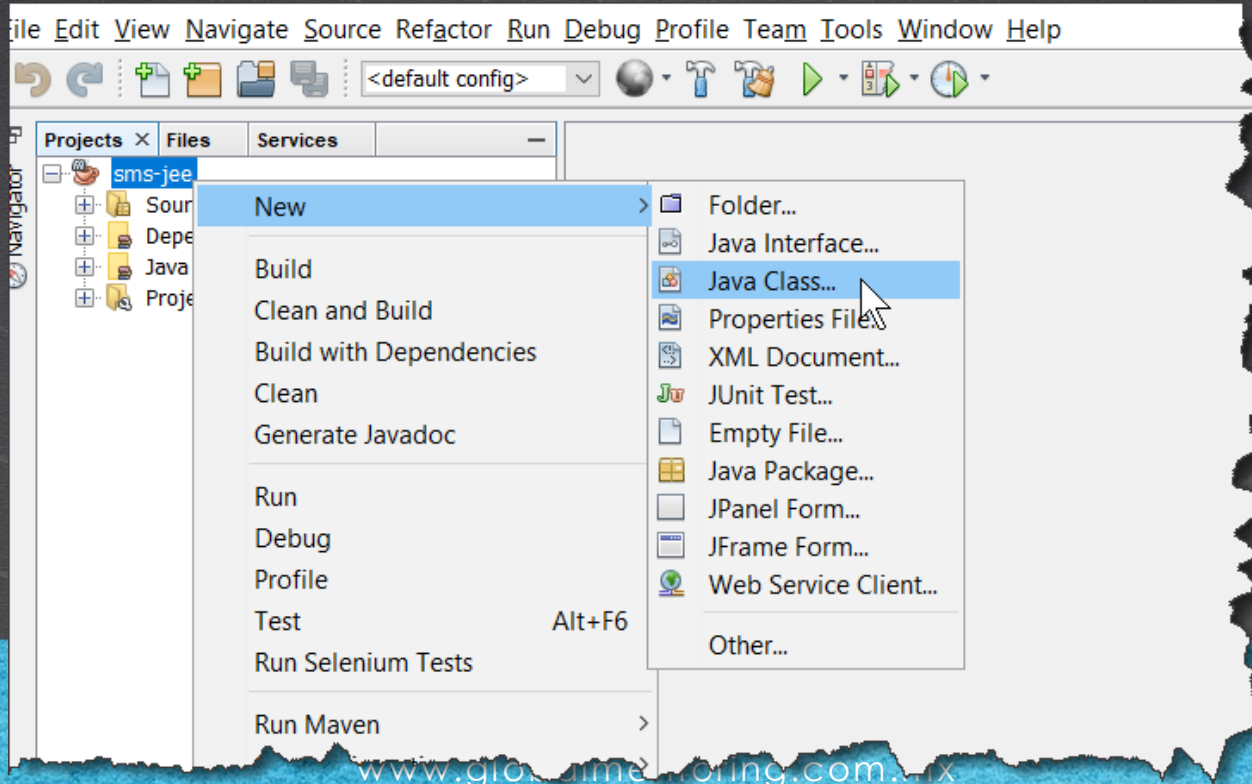 ile Edit View Navigate Source Refactor Run Debug Profile Team Tools Window Help
<default config>
Projects Files Services
Navigator
sms-jee
Sour
Depe
Java
Proje
New
Build
Clean and Build
Build with Dependencies
Clean
Generate Javadoc
Run
Debug
Profile
Test Alt+F6
Run Selenium Tests
Run Maven
Folder...
Java Interface...
Java Class...
Properties File...
XML Document...
JUnit Test...
Empty File...
Java Package...
JPanel Form...
JFrame Form...
Web Service Client...
Other...